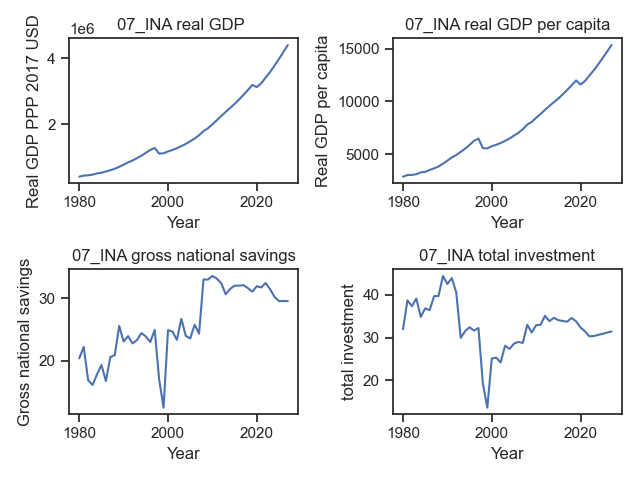 07_INA real GDP
1e6
Real GDP PPP 2017 USD
4
2
1980
2000
2020
Year
07_INA real GDP per capita
Real GDP per capita
15000
10000
5000
1980
2000
2020
Year
07_INA gross national savings
Gross national savings
30
20
1980
2000
2020
Year
07_INA total investment
total investment
40
30
20
1980
2000
2020
Year